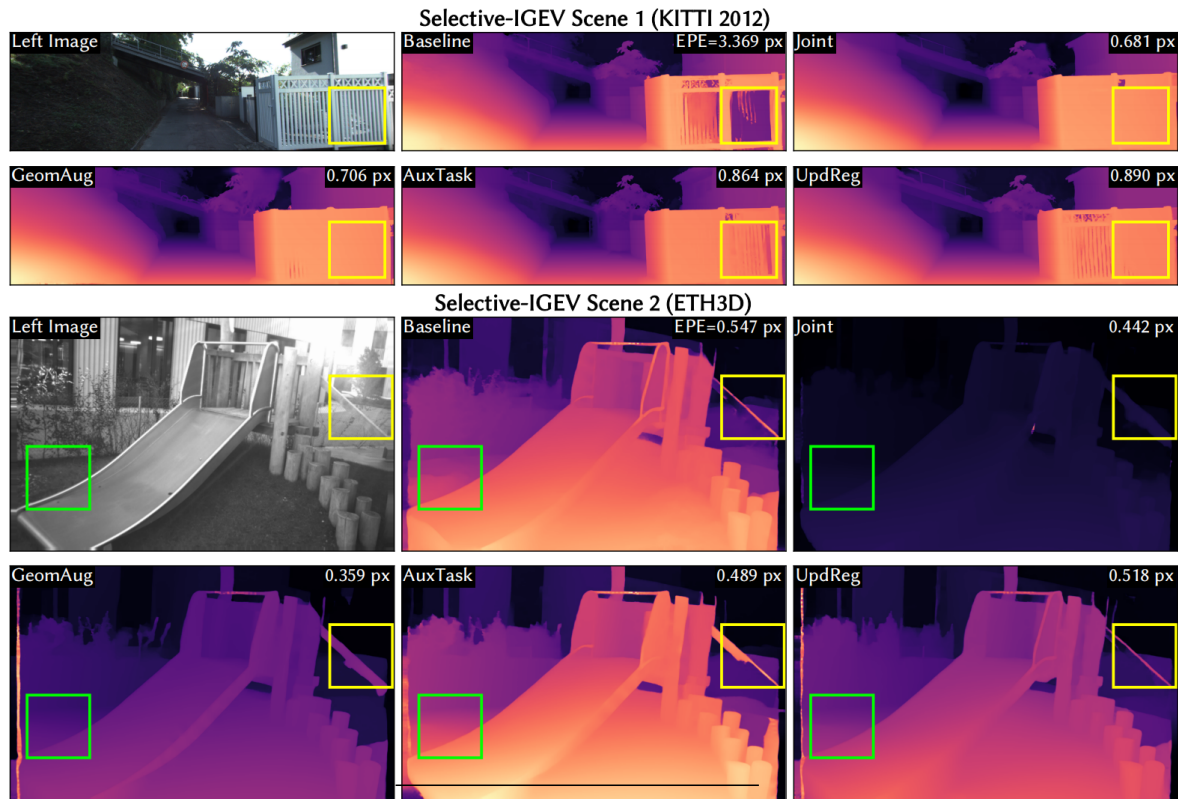 Selective-IGEV Scene 1 (KITTI 2012)
Left Image
Baseline EPE=3.369 px
Joint 0.681 px
GeomAug 0.706 px
AuxTask 0.864 px
UpdReg 0.890 px
Selective-IGEV Scene 2 (ETH3D)
Left Image
Baseline EPE=0.547 px
Joint 0.442 px
GeomAug 0.359 px
AuxTask 0.489 px
UpdReg 0.518 px